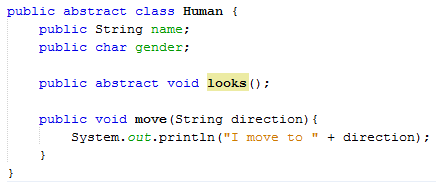 public abstract class Human {
    public String name;
    public char gender;
    public abstract void looks();
    public void move(String direction){
        System.out.println("I move to " + direction);
    }
}